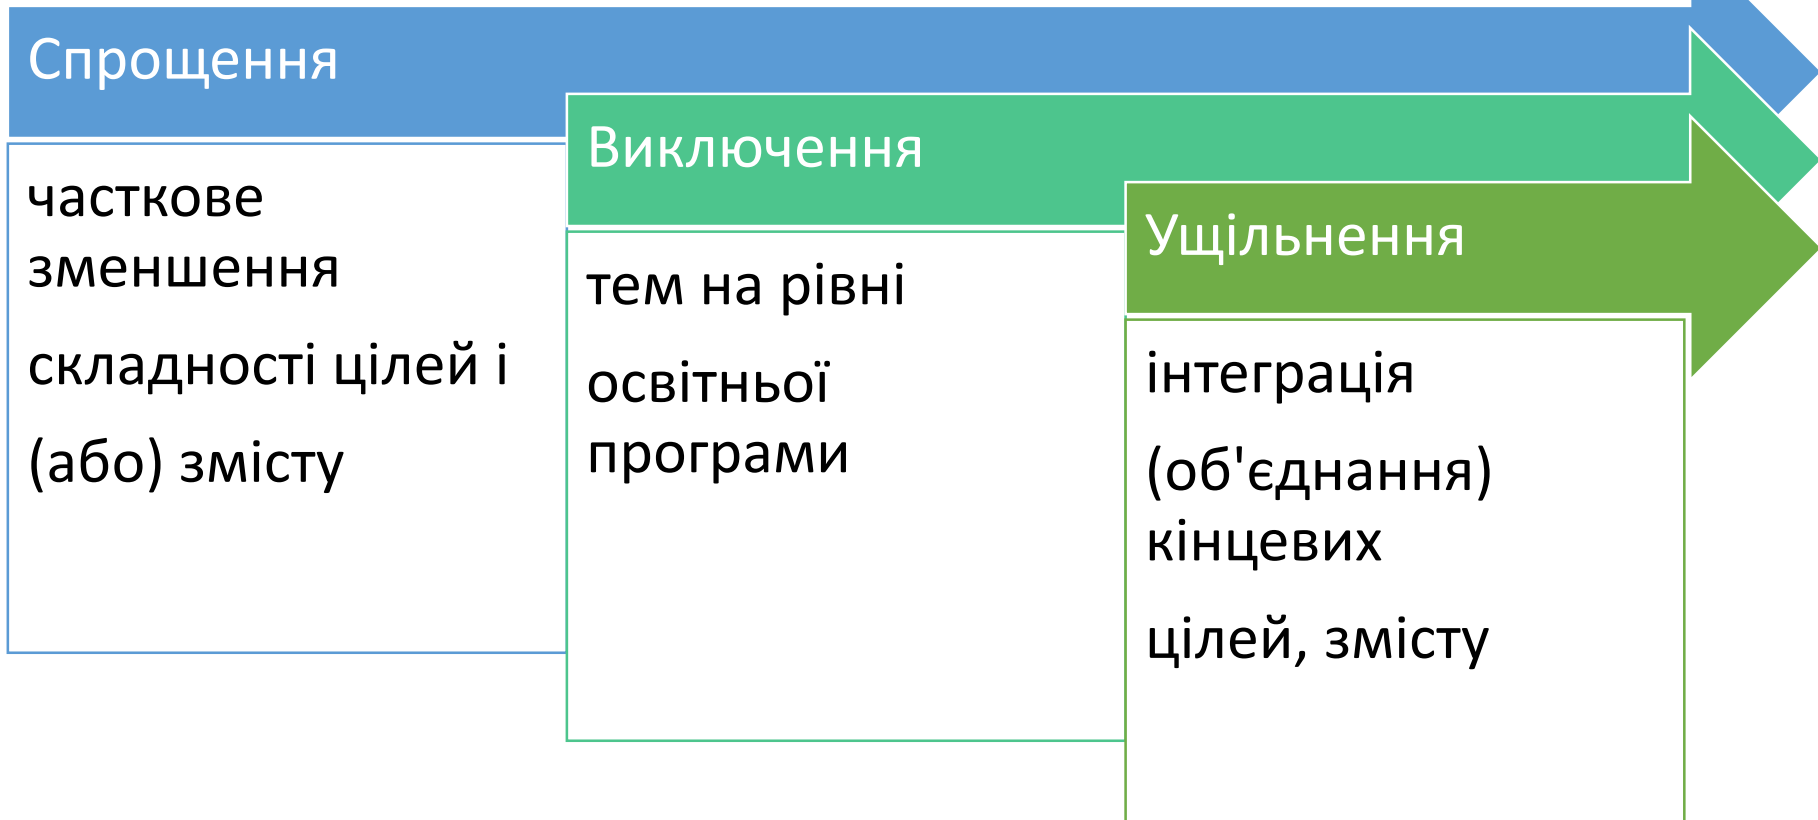 Спрощення
часткове
зменшення
складності цілей і
(або) змісту
Виключення
тем на рівні
освітньої
програми
Ущільнення
інтеграція
(об'єднання)
кінцевих
цілей, змісту